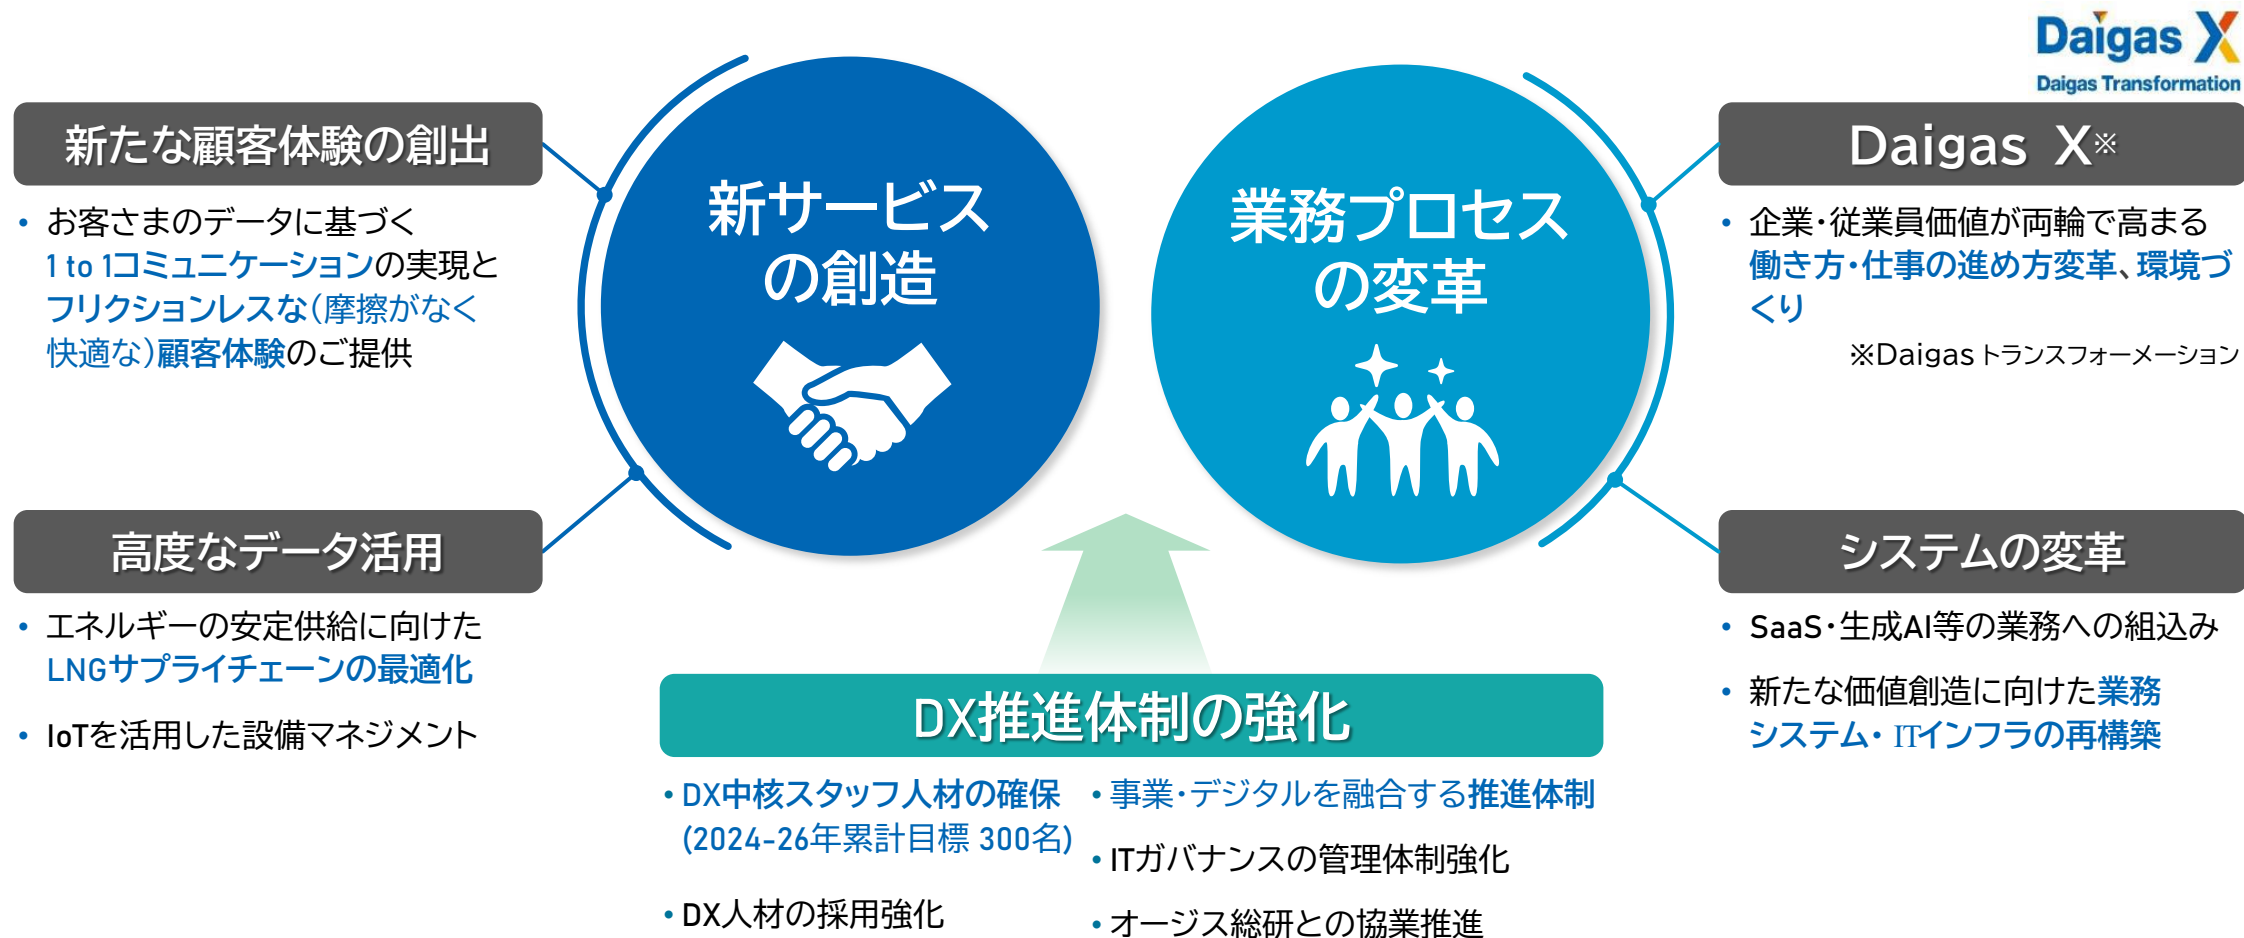 Daigas X
Daigas Transformation
新たな顧客体験の創出
• お客さまのデータに基づく
1 to 1コミュニケーションの実現と
フリクションレスな(摩擦がなく
快適な)顧客体験のご提供
高度なデータ活用
• エネルギーの安定供給に向けた
LNGサプライチェーンの最適化
• IoTを活用した設備マネジメント
新サービス
の創造
業務プロセス
の変革
Daigas X※
• 企業・従業員価値が両輪で高まる
働き方・仕事の進め方変革、環境づ
くり
※Daigasトランスフォーメーション
システムの変革
• SaaS・生成AI等の業務への組込み
• 新たな価値創造に向けた業務
システム・ ITインフラの再構築
DX推進体制の強化
• DX中核スタッフ人材の確保
(2024-26年累計目標 300名)
• DX人材の採用強化
• 事業・デジタルを融合する推進体制
• ITガバナンスの管理体制強化
• オージス総研との協業推進